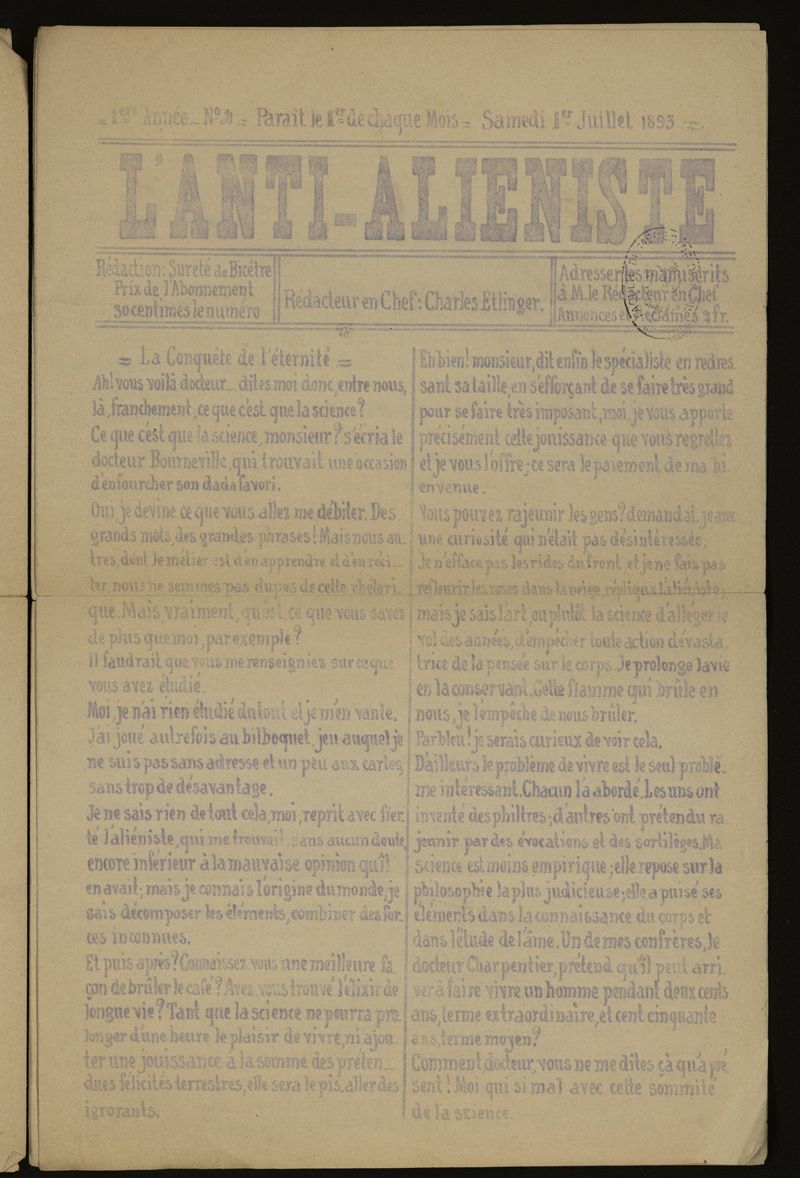 = 1ère Année _ No _ Paraît le 1er de chaque Mois = Samedi 1er Juillet 1893 =
L'ANTI-ALIENISTE
Rédaction: Sureté de Bicêtre
Prix de l'Abonnement
30 centimes le numéro
Rédacteur en Chef: Charles Etlinger.
Adresser les manuscrits
à M. le Rédacteur en Chef
Annonces et Réclames 2 fr.
= La Conquête de l'éternité =
Ah! vous voilà docteur... dites moi donc, entre nous,
là, franchement, ce que c'est que la science?
Ce que c'est que la science, monsieur? s'écria le
docteur Bourneville, qui trouvait une occasion
d'enfourcher son dada favori.
Oui, je devine ce que vous allez me débiter. Des
grands mots, des grandes phrases! Mais nous au
tres, dont le métier est d'en apprendre et d'en réci_
ter, nous ne sommes pas dupes de cette rhétori_
que. Mais, vraiment, qu'est ce que vous savez
de plus que moi, par exemple?
Il faudrait que vous me renseigniez sur ce que
vous avez étudié.
Moi, je n'ai rien étudié du tout et je m'en vante.
J'ai joué autrefois au bilboquet, jeu auquel je
ne suis pas sans adresse et un peu aux cartes,
sans trop de désavantage.
Je ne sais rien de tout cela, moi, reprit avec fier_
té l'aliéniste, qui me trouvait, sans aucun doute,
encore inférieur à la mauvaise opinion qu'il
en avait; mais je connais l'origine du monde, je
sais décomposer les éléments, combiner des for_
ces inconnues.
Et puis après? Connaissez vous une meilleure fa
çon de brûler le café? Avez vous trouvé l'élixir de
longue vie? Tant que la science ne pourra pro_
longer d'une heure le plaisir de vivre, ni ajou_
ter une jouissance à la somme des préten_
dues félicités terrestres, elle sera le pis. aller des
ignorants.
Eh bien! monsieur, dit enfin le spécialiste en redres_
sant sa taille, en s'efforçant de se faire très grand
pour se faire très imposant, moi, je vous apporte
précisément cette jouissance que vous regrettez
et je vous l'offre; ce sera le paiement de ma bi
envenue.
Vous pouvez rajeunir les gens? demandai-je avec
une curiosité qui n'était pas désintéressée.
Je n'efface pas les rides du front, et je ne fais pas
refleurir les roses dans la neige, répliqua l'aliéniste;
mais je sais l'art, ou plutôt la science d'alléger le
vol des années, d'empêcher toute action dévasta_
trice de la pensée sur le corps. Je prolonge la vie
en la conservant. Cette flamme qui brûle en
nous, je l'empêche de nous brûler.
Parbleu! je serais curieux de voir cela.
D'ailleurs le problème de vivre est le seul problè_
me intéressant. Chacun l'a abordé. Les uns ont
inventé des philtres; d'autres ont prétendu ra_
jeunir par des évocations et des sortilèges. Ma
science est moins empirique; elle repose sur la
philosophie la plus judicieuse; elle a puisé ses
éléments dans la connaissance du corps et
dans l'étude de l'âme. Un de mes confrères, le
docteur Charpentier, prétend qu'il peut arri_
ver à faire vivre un homme pendant deux cents
ans, terme extraordinaire, et cent cinquante
ans, terme moyen?
Comment docteur, vous ne me dites çà qu'à pré_
sent! Moi, qui si mal avec cette sommité
de la science.